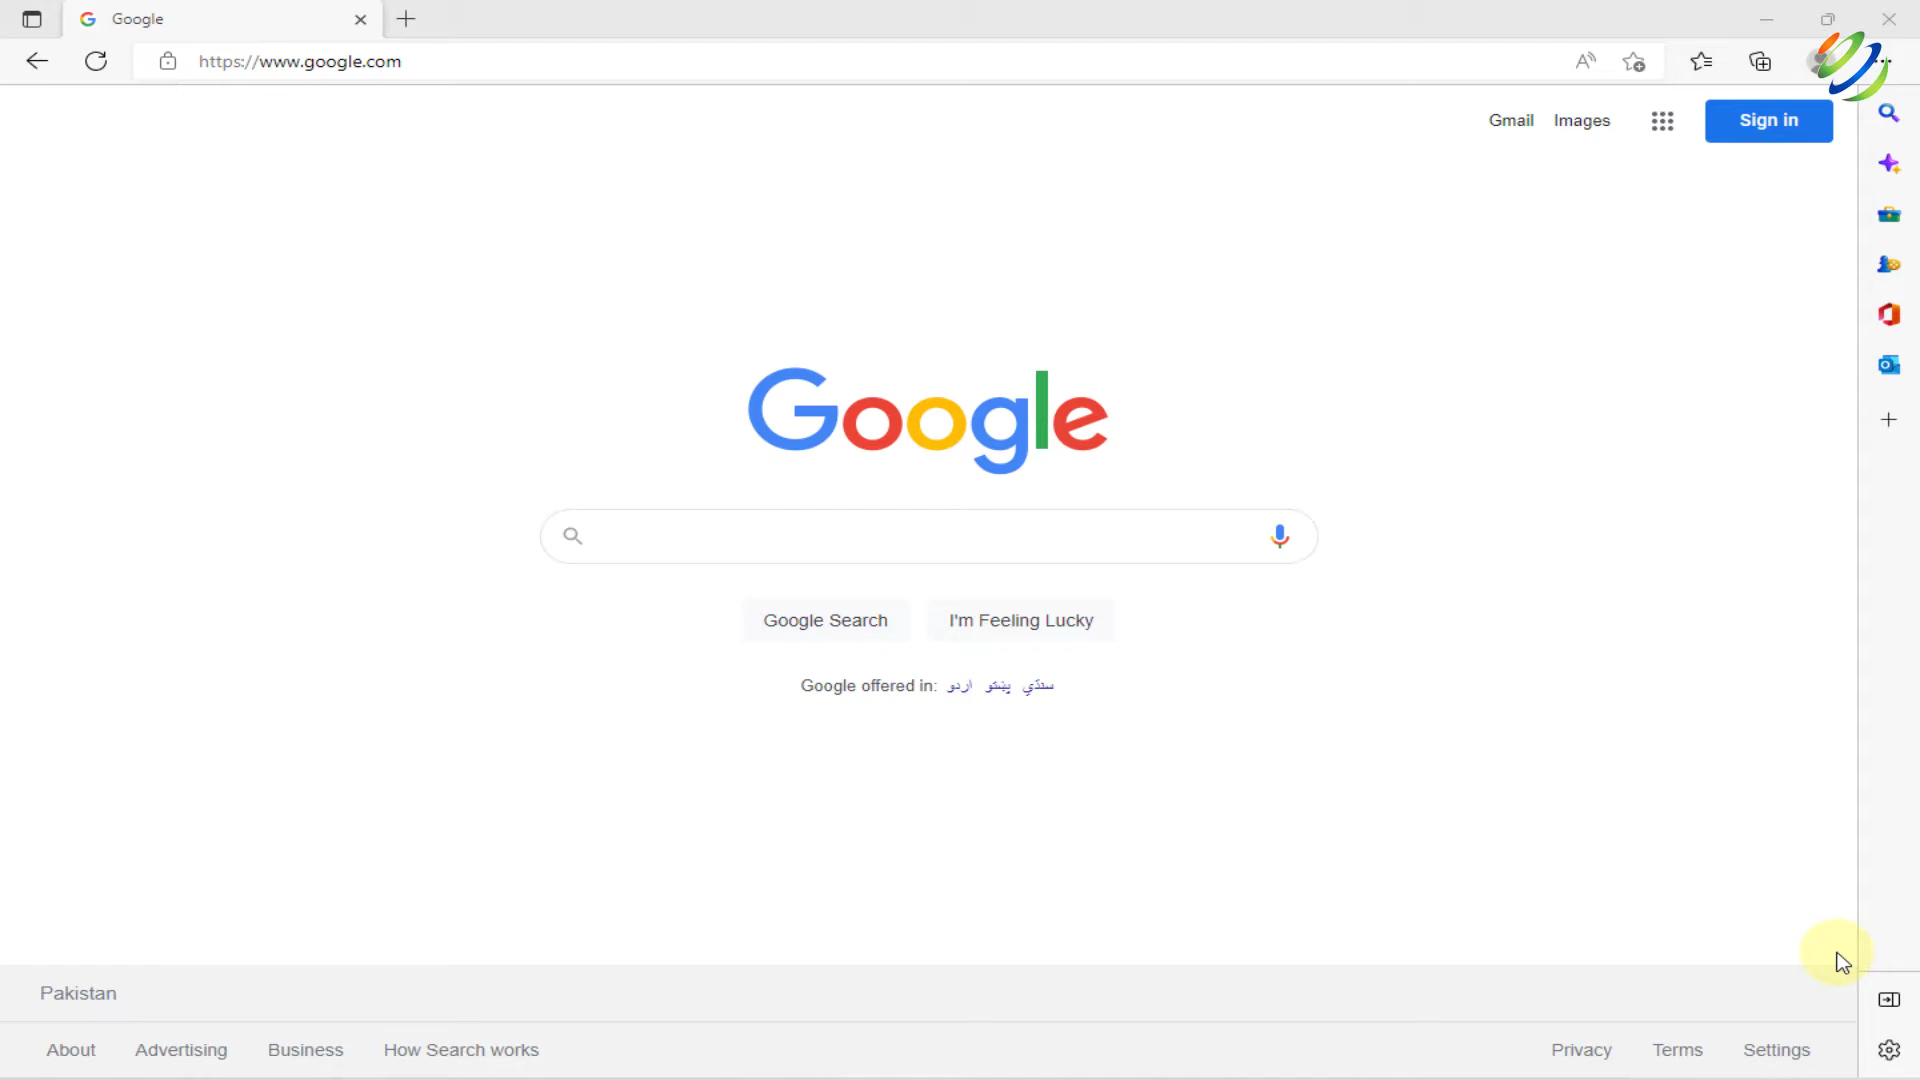 Google
https://www.google.com
Gmail Images Sign in
Google
Google Search I'm Feeling Lucky
Google offered in: اردو پښتو سنڌي
Pakistan
About Advertising Business How Search works Privacy Terms Settings